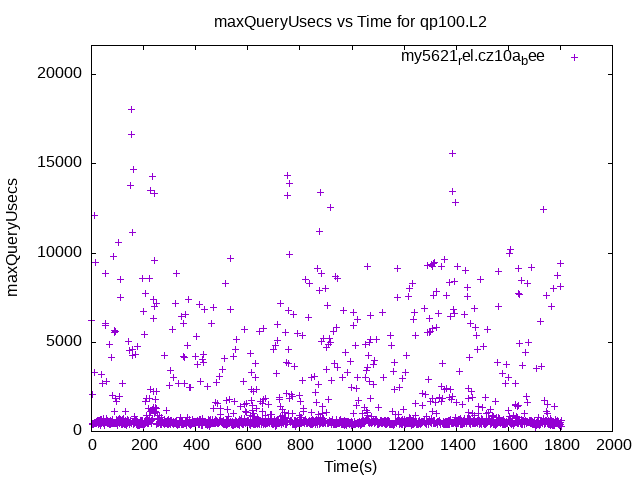 maxQueryUsecs vs Time for qp100.L2
my5621rel.cz10abee
20000
15000
10000
5000
0
maxQueryUsecs
0 200 400 600 800 1000 1200 1400 1600 1800 2000
Time(s)